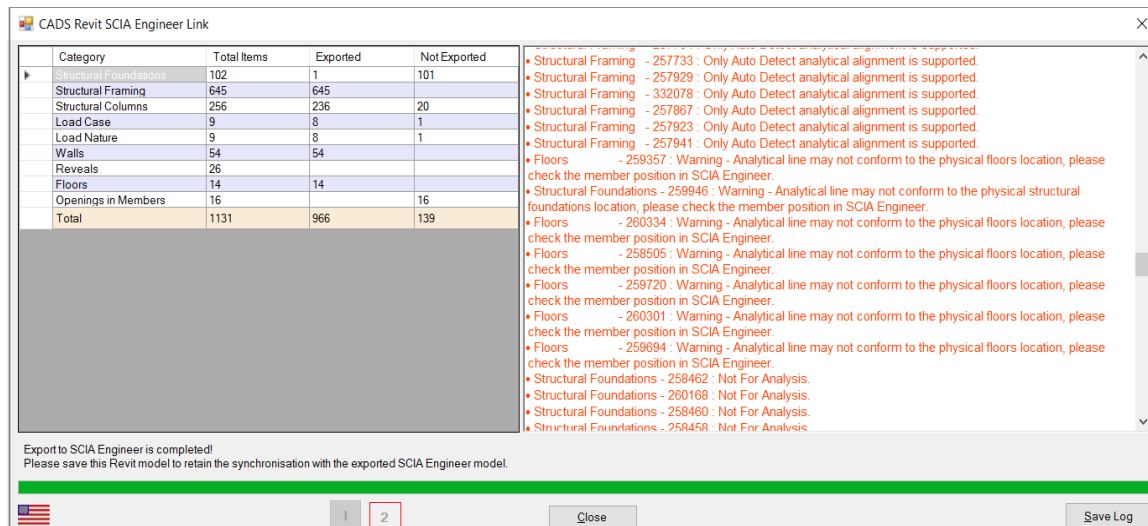 CADS Revit SCIA Engineer Link
Category Total Items Exported Not Exported
Structural Foundations 102 1 101
Structural Framing 645 645
Structural Columns 256 236 20
Load Case 9 8 1
Load Nature 9 8 1
Walls 54 54
Reveals 26
Floors 14 14
Openings in Members 16 16
Total 1131 966 139
• Structural Framing - 257733 : Only Auto Detect analytical alignment is supported.
• Structural Framing - 257929 : Only Auto Detect analytical alignment is supported.
• Structural Framing - 332078 : Only Auto Detect analytical alignment is supported.
• Structural Framing - 257867 : Only Auto Detect analytical alignment is supported.
• Structural Framing - 257923 : Only Auto Detect analytical alignment is supported.
• Structural Framing - 257941 : Only Auto Detect analytical alignment is supported.
• Floors - 259357 : Warning - Analytical line may not conform to the physical floors location, please
check the member position in SCIA Engineer.
• Structural Foundations - 259946 : Warning - Analytical line may not conform to the physical structural
foundations location, please check the member position in SCIA Engineer.
• Floors - 260334 : Warning - Analytical line may not conform to the physical floors location, please
check the member position in SCIA Engineer.
• Floors - 258505 : Warning - Analytical line may not conform to the physical floors location, please
check the member position in SCIA Engineer.
• Floors - 259720 : Warning - Analytical line may not conform to the physical floors location, please
check the member position in SCIA Engineer.
• Floors - 260301 : Warning - Analytical line may not conform to the physical floors location, please
check the member position in SCIA Engineer.
• Floors - 259694 : Warning - Analytical line may not conform to the physical floors location, please
check the member position in SCIA Engineer.
• Structural Foundations - 258462 : Not For Analysis.
• Structural Foundations - 260168 : Not For Analysis.
• Structural Foundations - 258460 : Not For Analysis.
• Structural Foundations - 258458 : Not For Analysis.
Export to SCIA Engineer is completed!
Please save this Revit model to retain the synchronisation with the exported SCIA Engineer model.
1 2 Close Save Log